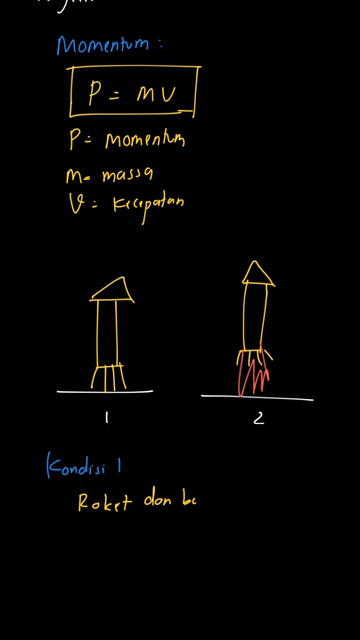 Momentum :
P = mv
P = momentum
m = massa
V = kecepatan
1
2
Kondisi 1
Roket dan